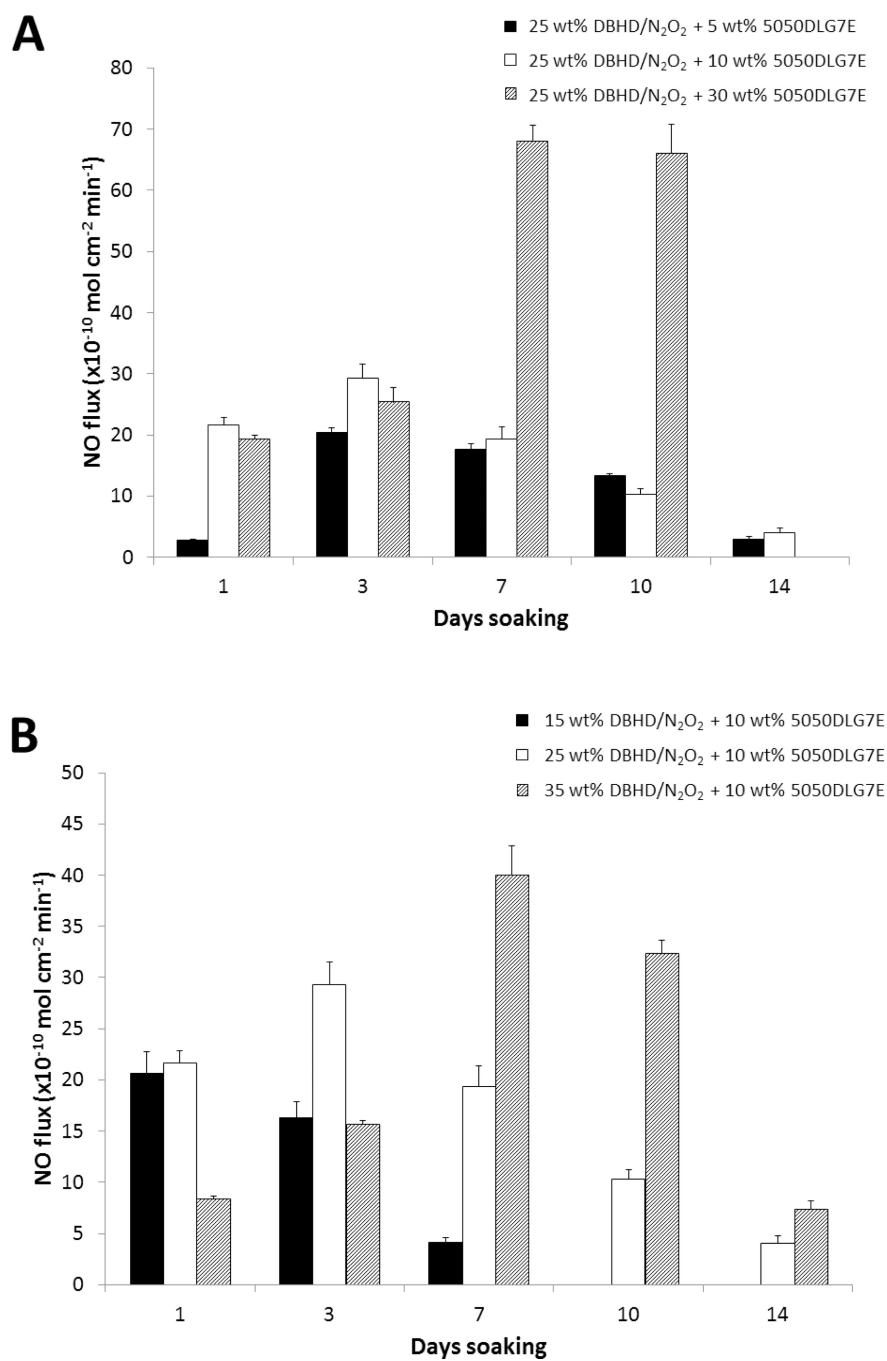 A
25 wt% DBHD/N₂O₂ + 5 wt% 5050DLG7E
25 wt% DBHD/N₂O₂ + 10 wt% 5050DLG7E
25 wt% DBHD/N₂O₂ + 30 wt% 5050DLG7E
NO flux (x10⁻¹⁰ mol cm⁻² min⁻¹)
80
70
60
50
40
30
20
10
0
1 3 7 10 14
Days soaking
B
15 wt% DBHD/N₂O₂ + 10 wt% 5050DLG7E
25 wt% DBHD/N₂O₂ + 10 wt% 5050DLG7E
35 wt% DBHD/N₂O₂ + 10 wt% 5050DLG7E
NO flux (x10⁻¹⁰ mol cm⁻² min⁻¹)
50
45
40
35
30
25
20
15
10
5
0
1 3 7 10 14
Days soaking